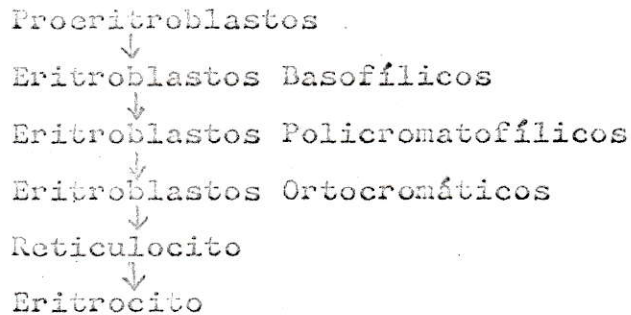 Proeritroblastos
↓
Eritroblastos Basofílicos
↓
Eritroblastos Policromatofílicos
↓
Eritroblastos Ortocromáticos
↓
Reticulocito
↓
Eritrocito